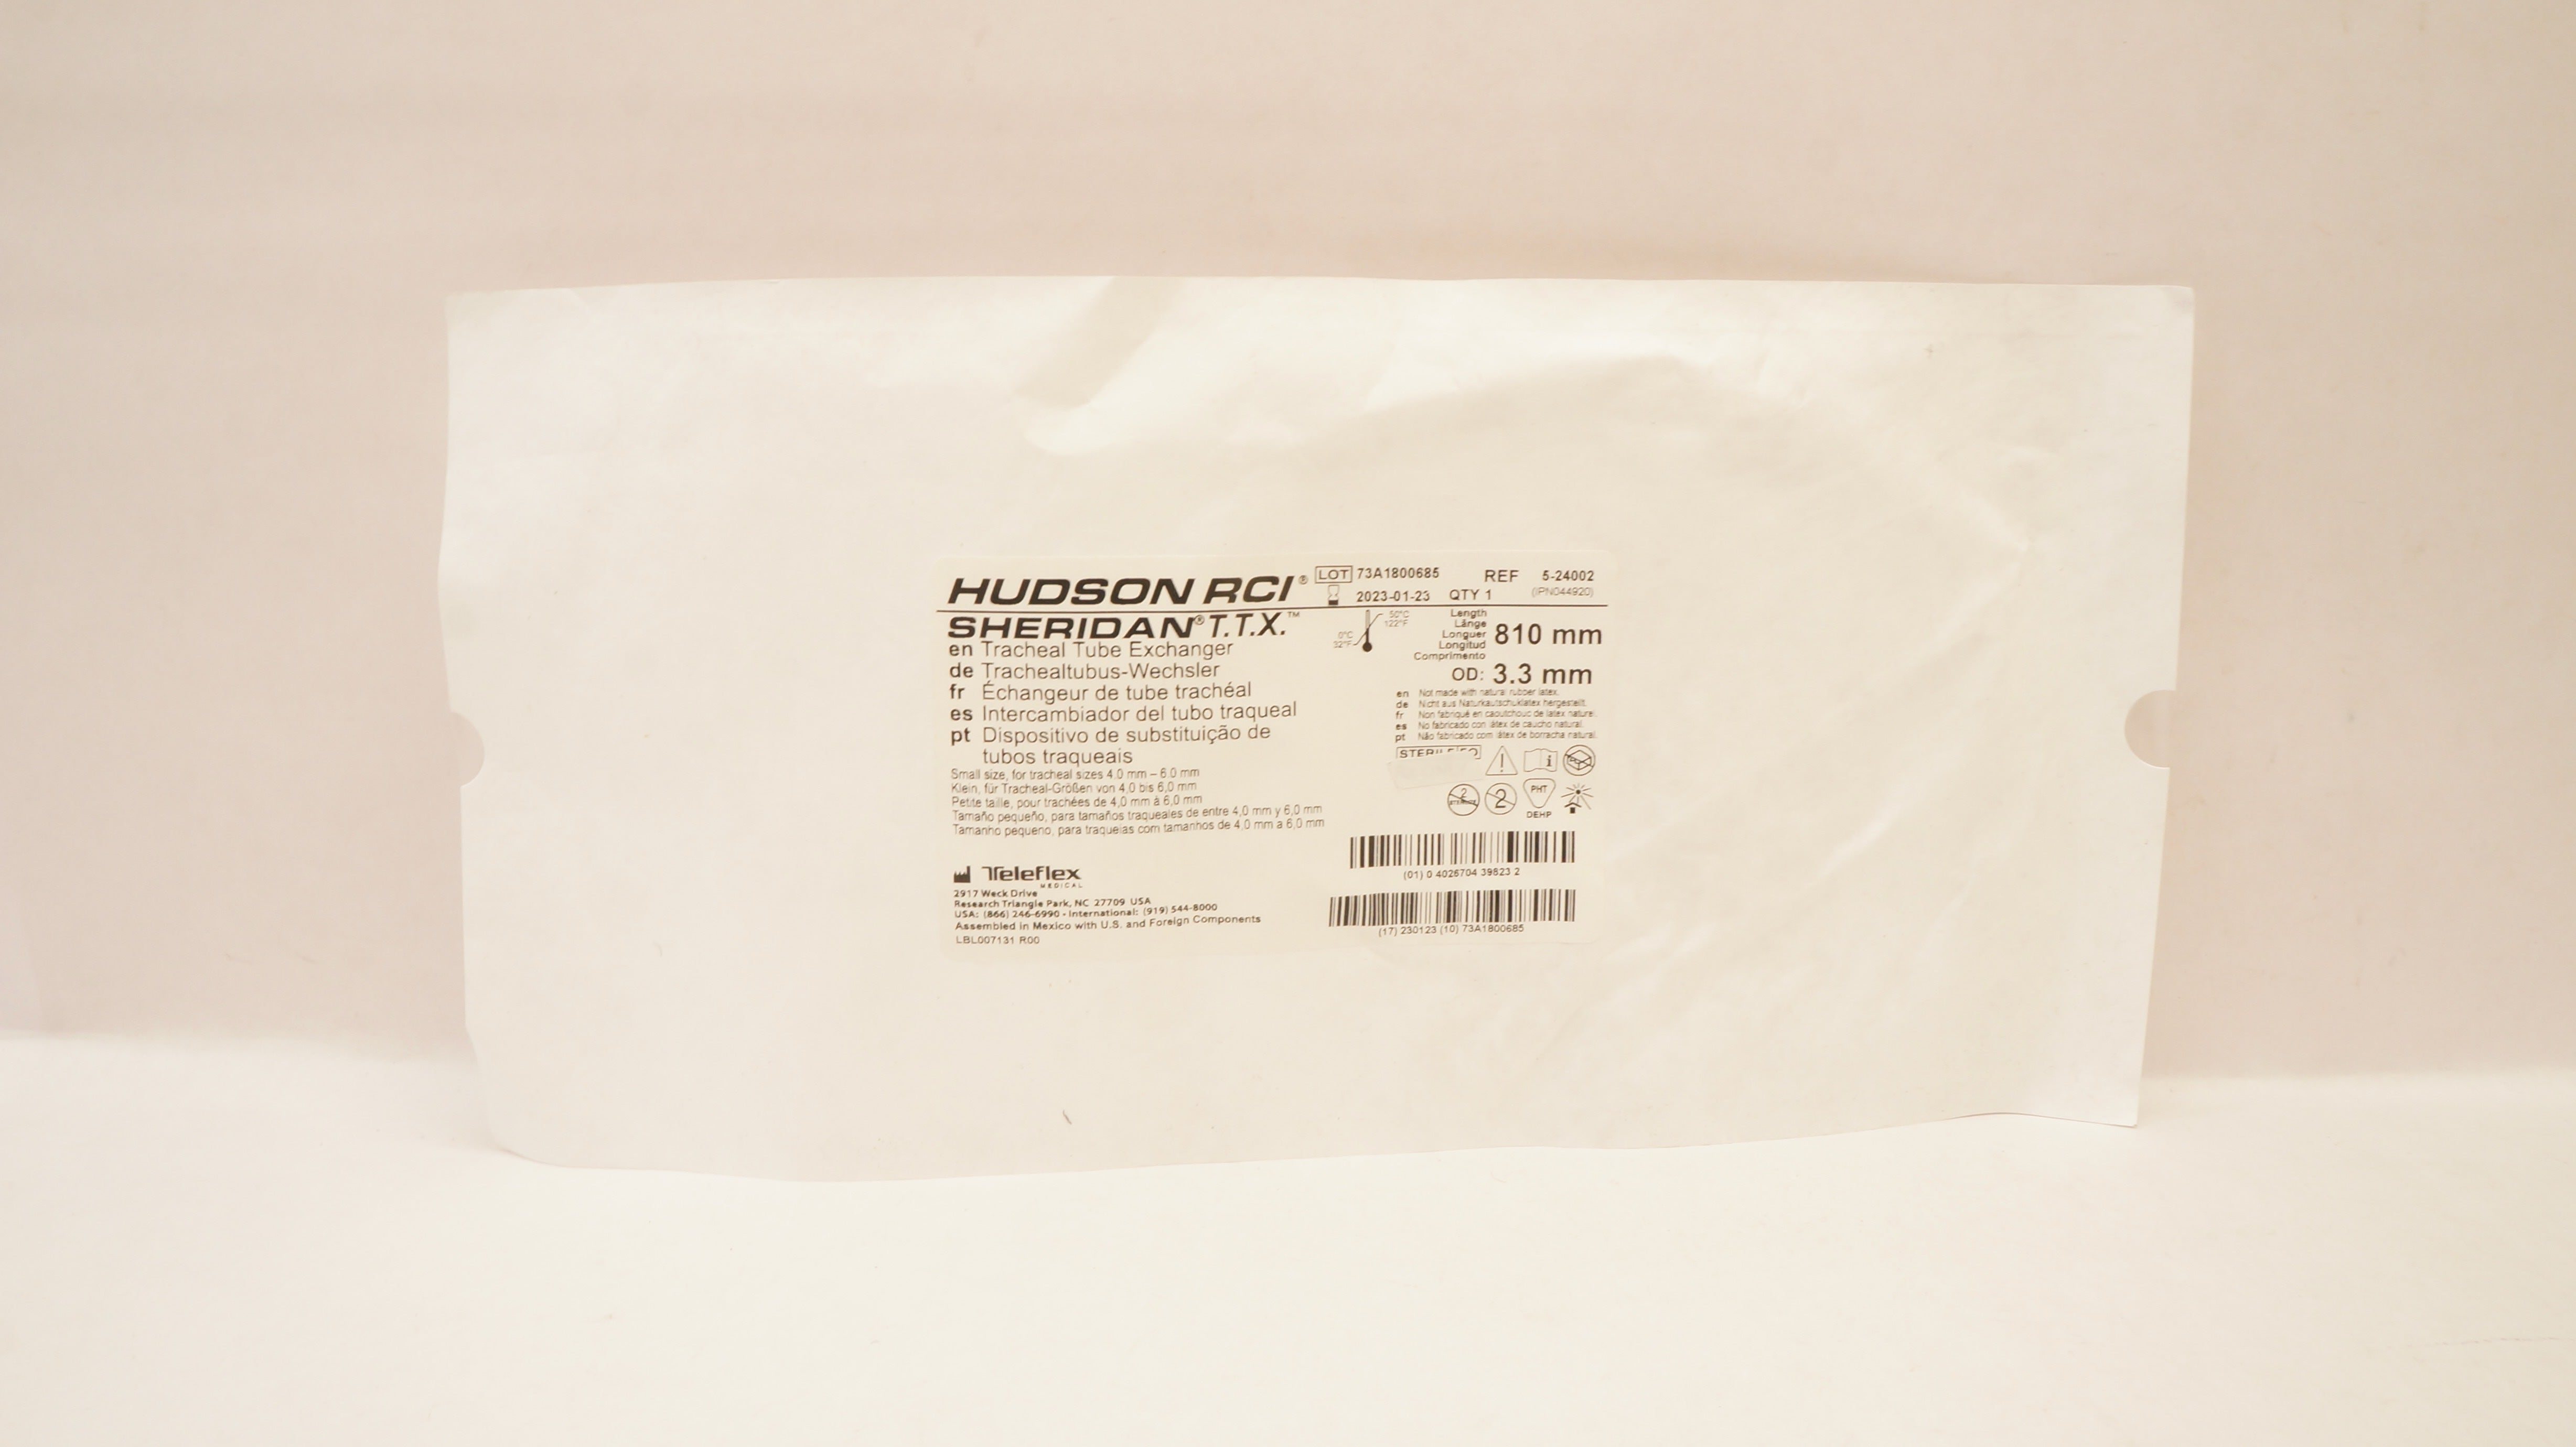 HUDSON RCI®
LOT 73A1800685 REF 5-24002
2023-01-23 QTY 1 (IPN044920)
SHERIDAN® T.T.X.™
en Tracheal Tube Exchanger
de Trachealtubus-Wechsler
fr Échangeur de tube trachéal
es Intercambiador del tubo traqueal
pt Dispositivo de substituição de
tubos traqueais
Small size, for tracheal sizes 4.0 mm – 6.0 mm
Klein, für Tracheal-Größen von 4,0 bis 6,0 mm
Petite taille, pour trachées de 4,0 mm à 6,0 mm
Tamaño pequeño, para tamaños traqueales de entre 4,0 mm y 6,0 mm
Tamanho pequeno, para traqueias com tamanhos de 4,0 mm a 6,0 mm
50°C
122°F
0°C
32°F
Length
Länge
Longuer
Longitud
Comprimento
810 mm
OD: 3.3 mm
en Not made with natural rubber latex.
de Nicht aus Naturkautschuklatex hergestellt.
fr Non fabriqué en caoutchouc de latex naturel.
es No fabricado con látex de caucho natural.
pt Não fabricado com látex de borracha natural.
2 2 PHT
DEHP
(01) 0 4026704 39823 2
(17) 230123 (10) 73A1800685
Teleflex
MEDICAL
2917 Weck Drive
Research Triangle Park, NC 27709 USA
USA: (866) 246-6990 • International: (919) 544-8000
Assembled in Mexico with U.S. and Foreign Components
LBL007131 R00